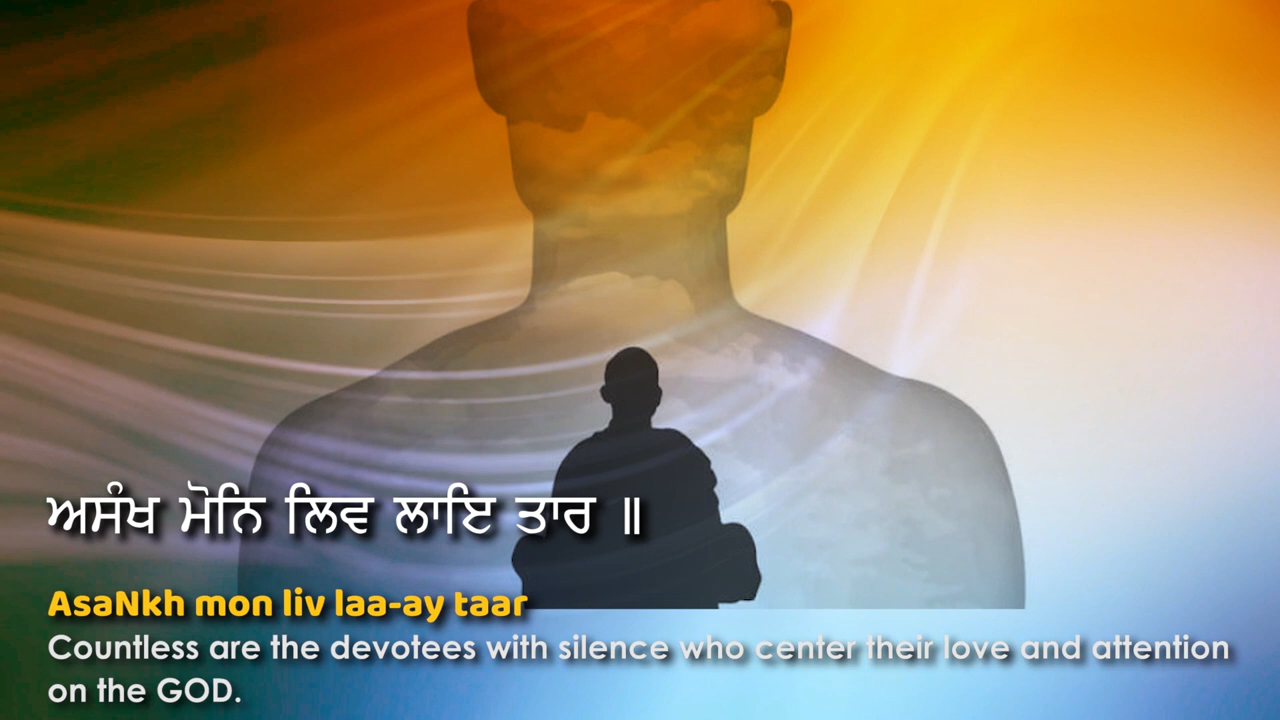 ਅਸੰਖ ਮੋਨਿ ਲਿਵ ਲਾਇ ਤਾਰ ॥
AsaNkh mon liv laa-ay taar
Countless are the devotees with silence who center their love and attention
on the GOD.